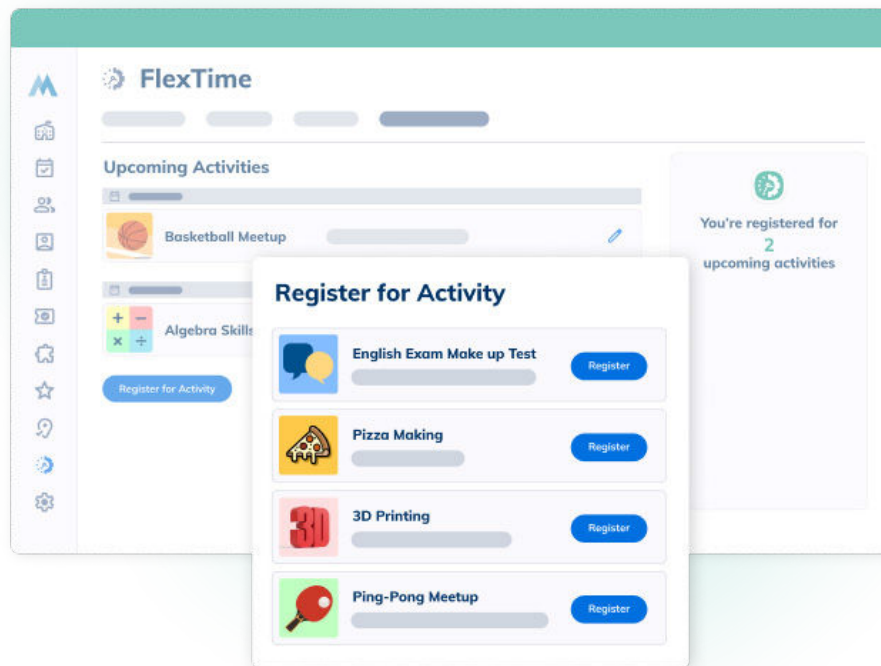 FlexTime
Upcoming Activities
Basketball Meetup
Algebra Skills
Register for Activity
You're registered for
2
upcoming activities
Register for Activity
English Exam Make up Test
Register
Pizza Making
Register
3D
3D Printing
Register
Ping-Pong Meetup
Register